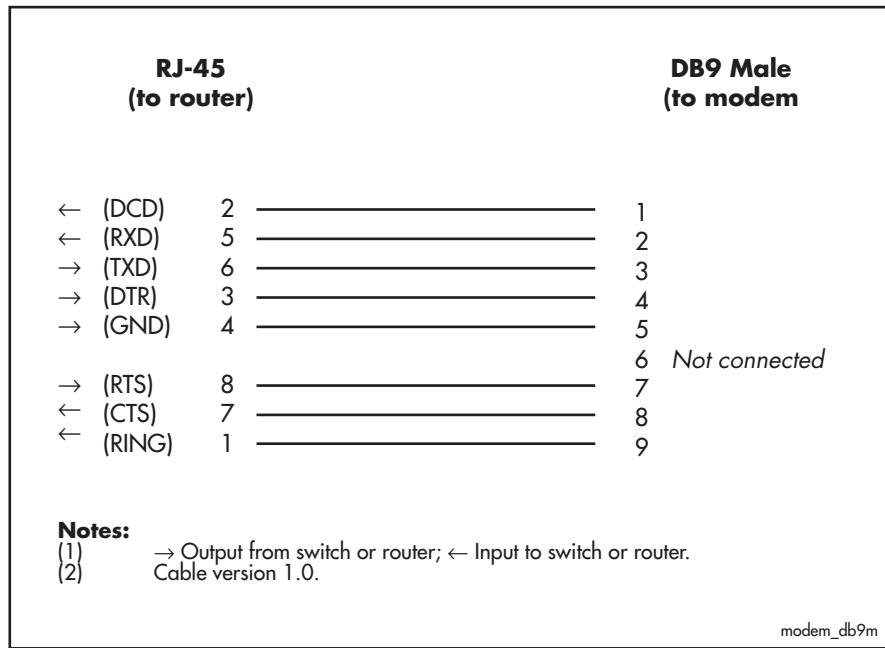 RJ-45 DB9 Male
(to router) (to modem
← (DCD) 2 1
← (RXD) 5 2
→ (TXD) 6 3
→ (DTR) 3 4
→ (GND) 4 5
6 Not connected
→ (RTS) 8 7
← (CTS) 7 8
← (RING) 1 9
Notes:
(1) → Output from switch or router; ← Input to switch or router.
(2) Cable version 1.0.
modem_db9m